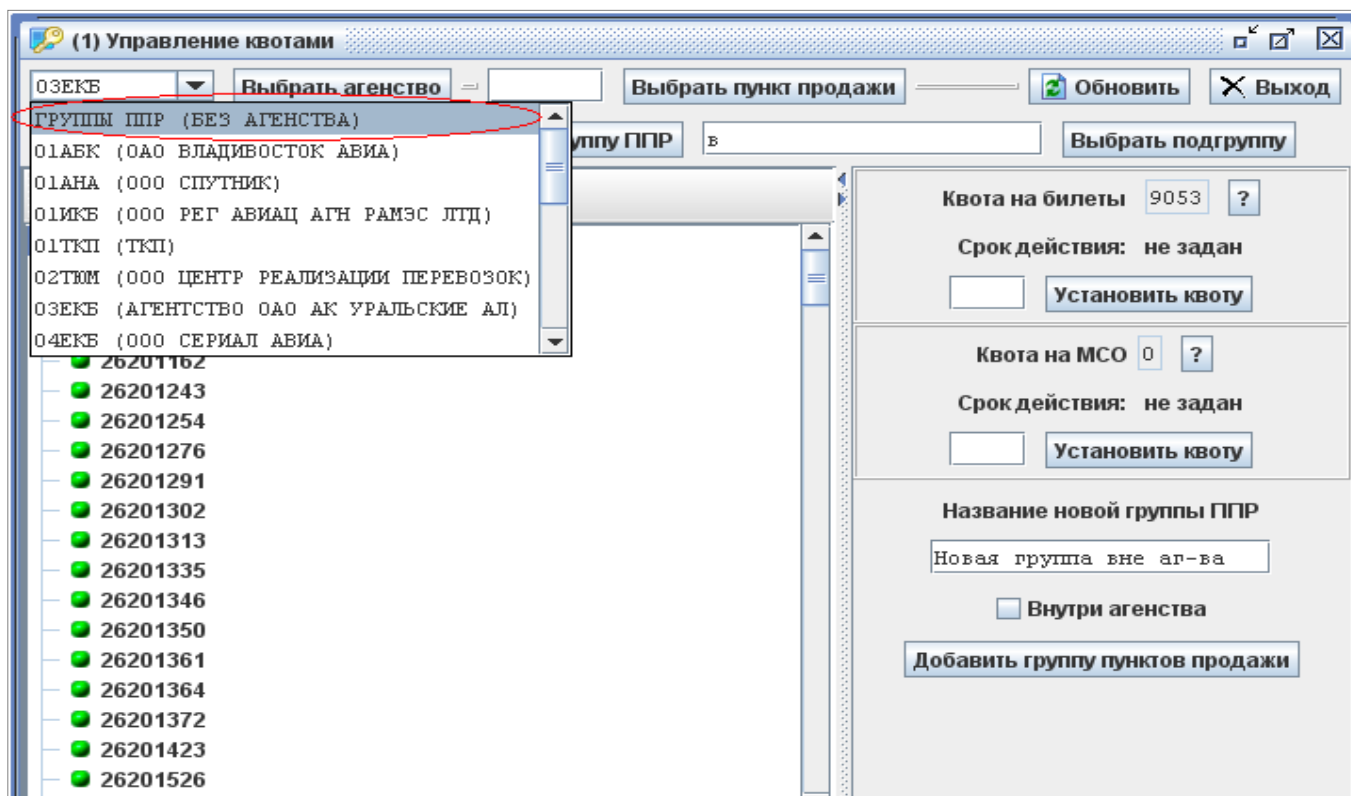 (1) Управление квотами
03ЕКБ Выбрать агенство Выбрать пункт продажи Обновить Выход
ГРУППЫ ППР (БЕЗ АГЕНСТВА)
ппу ППР в Выбрать подгруппу
01АБК (ОАО ВЛАДИВОСТОК АВИА)
01АНА (ООО СПУТНИК)
01ИКБ (ООО РЕГ АВИАЦ АГН РАМЭС ЛТД)
01ТКП (ТКП)
02ТЮМ (ООО ЦЕНТР РЕАЛИЗАЦИИ ПЕРЕВОЗОК)
03ЕКБ (АГЕНТСТВО ОАО АК УРАЛЬСКИЕ АЛ)
04ЕКБ (ООО СЕРИАЛ АВИА)
26201162
26201243
26201254
26201276
26201291
26201302
26201313
26201335
26201346
26201350
26201361
26201364
26201372
26201423
26201526
Квота на билеты 9053 ?
Срок действия: не задан
Установить квоту
Квота на МСО 0 ?
Срок действия: не задан
Установить квоту
Название новой группы ППР
Новая группа вне аг-ва
Внутри агенства
Добавить группу пунктов продажи